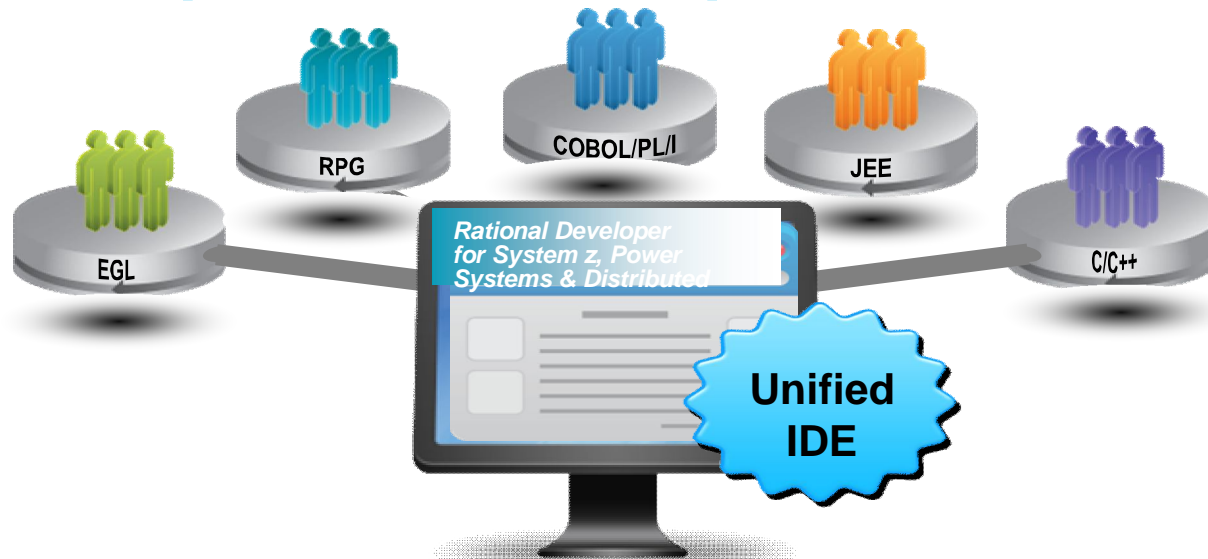 COBOL/PL/I
RPG
JEE
EGL
C/C++
Rational Developer
for System z, Power
Systems & Distributed
Unified
IDE